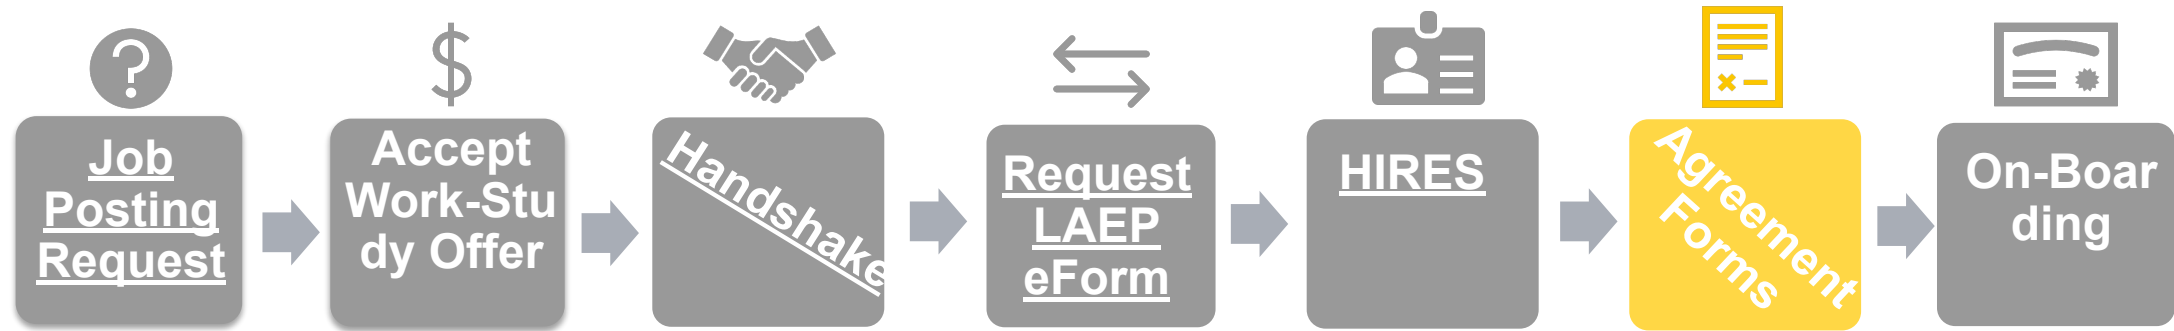 Job
Posting
Request
Accept
Work-Stu
dy Offer
Handshake
Request
LAEP
eForm
HIRES
Agreement
Forms
On-Boar
ding